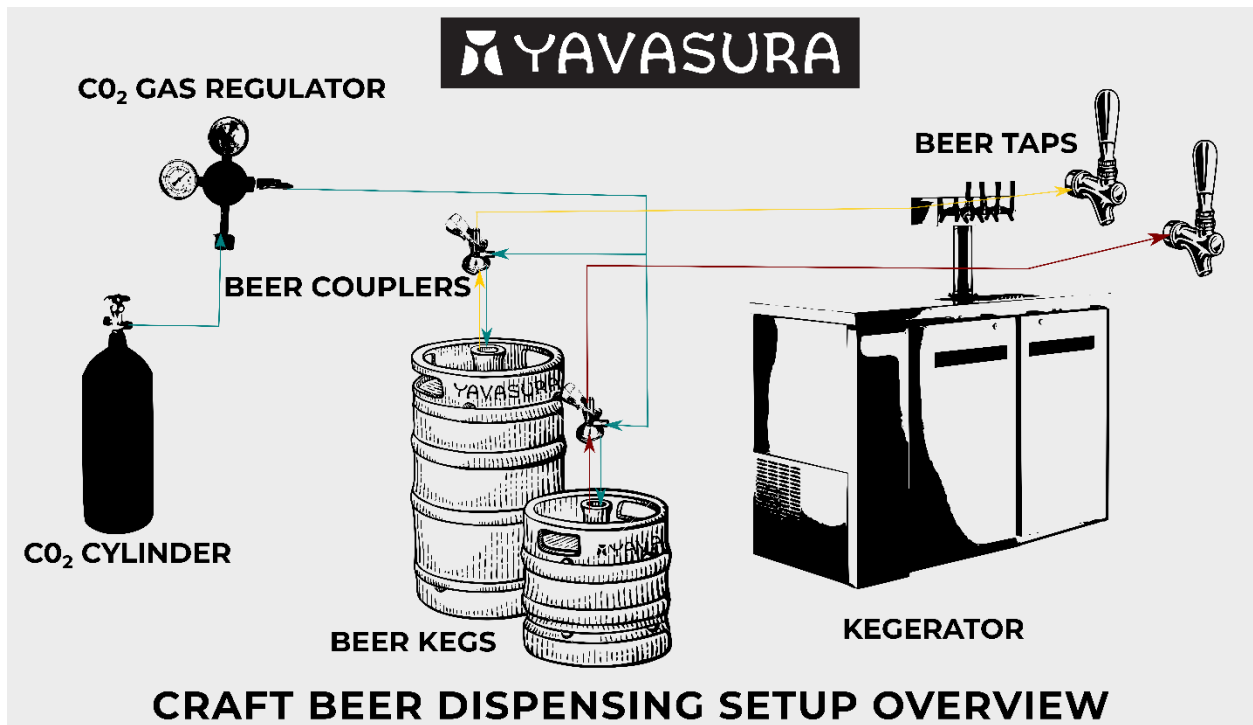 YAVASURA
C0₂ GAS REGULATOR
BEER TAPS
BEER COUPLERS
YAVASURA
C0₂ CYLINDER
BEER KEGS
KEGERATOR
CRAFT BEER DISPENSING SETUP OVERVIEW